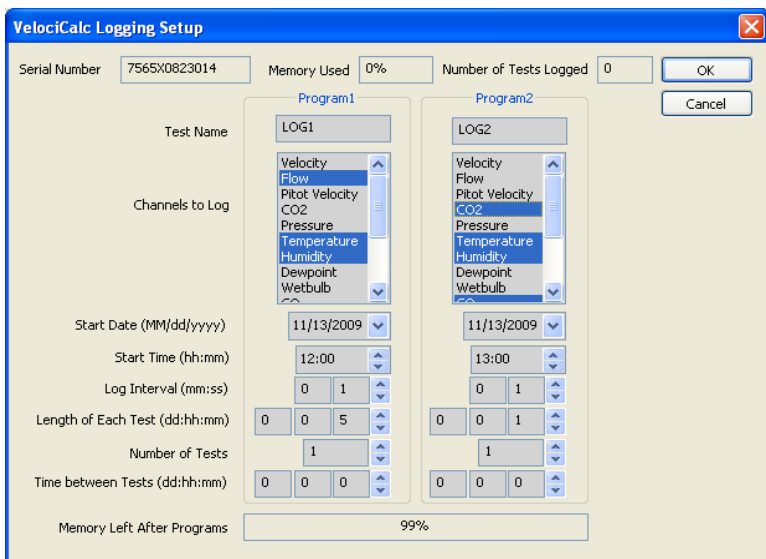 VelociCalc Logging Setup
Serial Number 7565X0823014 Memory Used 0% Number of Tests Logged 0 OK
Cancel
Program1 Program2
Test Name LOG1 LOG2
Channels to Log
Velocity
Flow
Pitot Velocity
CO2
Pressure
Temperature
Humidity
Dewpoint
Wetbulb
CO
Velocity
Flow
Pitot Velocity
CO2
Pressure
Temperature
Humidity
Dewpoint
Wetbulb
CO
Start Date (MM/dd/yyyy) 11/13/2009 11/13/2009
Start Time (hh:mm) 12:00 13:00
Log Interval (mm:ss) 0 1 0 1
Length of Each Test (dd:hh:mm) 0 0 5 0 0 1
Number of Tests 1 1
Time between Tests (dd:hh:mm) 0 0 0 0 0 0
Memory Left After Programs 99%